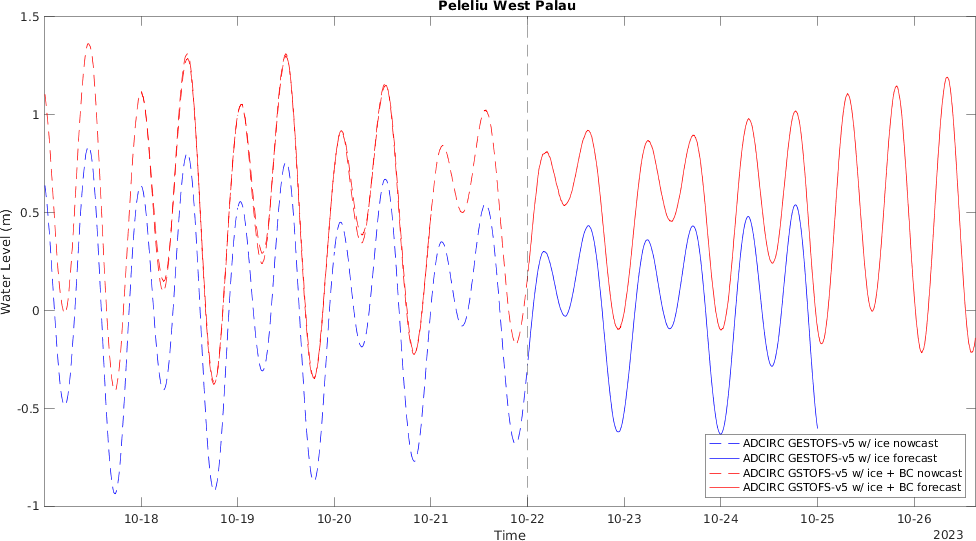 Peleliu West Palau
1.5
1
0.5
0
-0.5
-1
Water Level (m)
10-18
10-19
10-20
10-21
10-22
10-23
10-24
10-25
10-26
Time
2023
ADCIRC GESTOFS-v5 w/ ice nowcast
ADCIRC GESTOFS-v5 w/ ice forecast
ADCIRC GSTOFS-v5 w/ ice + BC nowcast
ADCIRC GSTOFS-v5 w/ ice + BC forecast